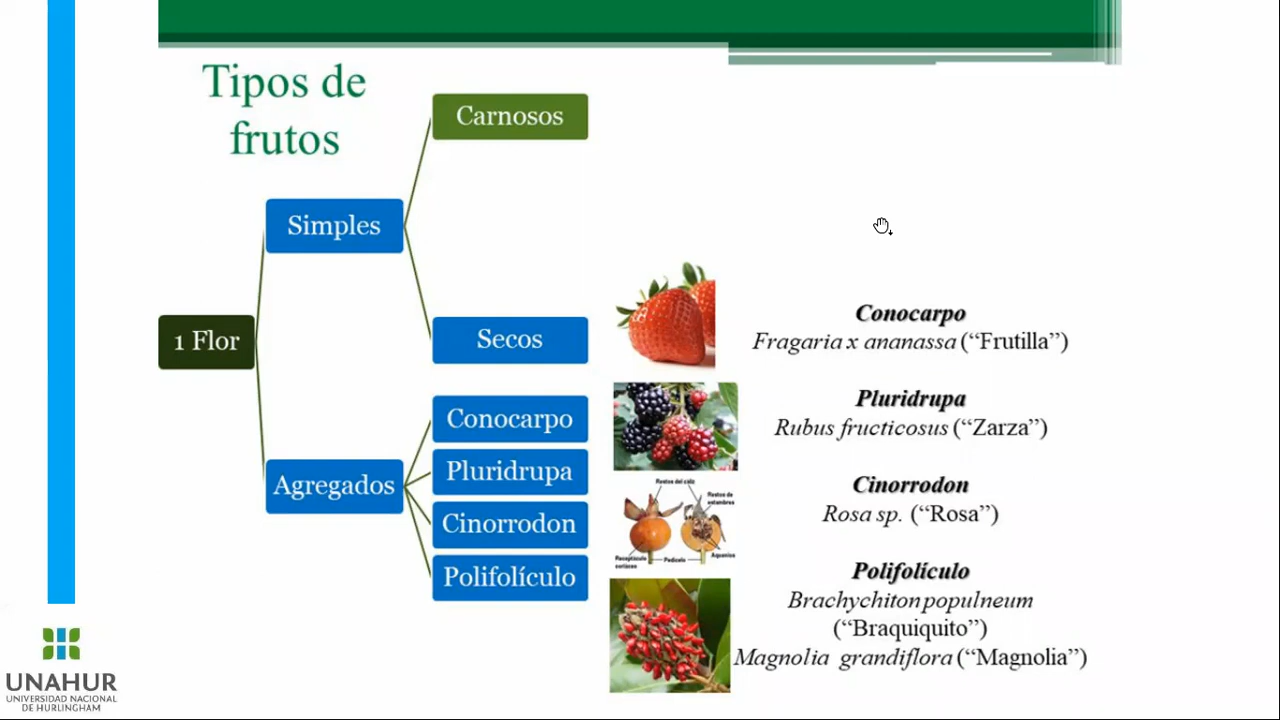 Tipos de
frutos
Carnosos
Simples
1 Flor
Secos
Agregados
Conocarpo
Pluridrupa
Cinorrodon
Polifolículo
Conocarpo
Fragaria x ananassa (“Frutilla”)
Pluridrupa
Rubus fructicosus (“Zarza”)
Cinorrodon
Rosa sp. (“Rosa”)
Polifolículo
Brachychiton populneum
(“Braquiquito”)
Magnolia grandiflora (“Magnolia”)
Restos del cáliz
Restos de
estambres
Receptáculo
coriáceo
Pedicelo
Aquenios
UNAHUR
UNIVERSIDAD NACIONAL
DE HURLINGHAM